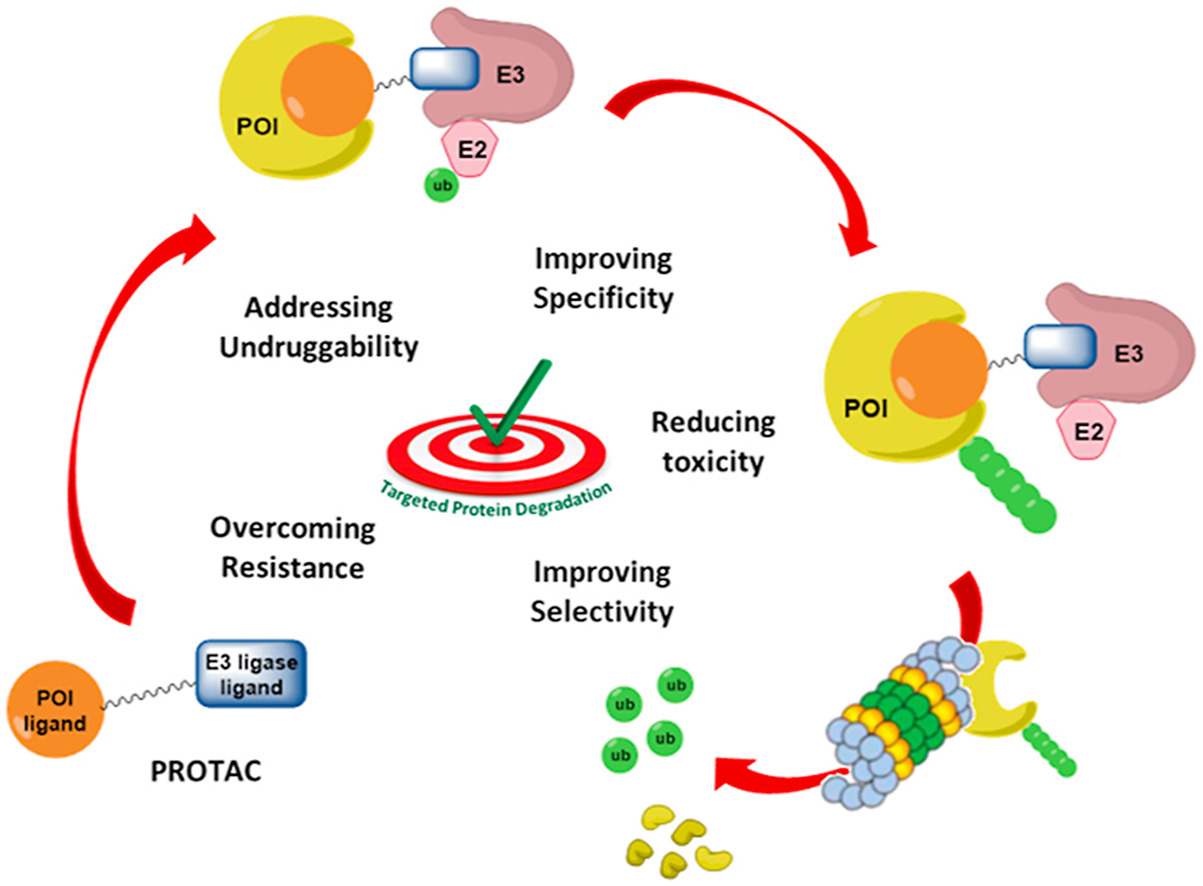 POI
E3
E2
ub
Improving
Specificity
Addressing
Undruggability
POI
E3
E2
Reducing
toxicity
Targeted Protein Degradation
Overcoming
Resistance
Improving
Selectivity
POI
ligand
E3 ligase
ligand
PROTAC
ub
ub
ub
ub